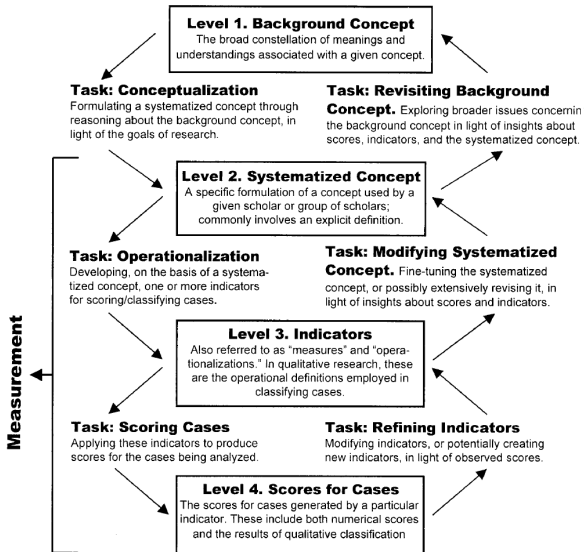 Level 1. Background Concept
The broad constellation of meanings and
understandings associated with a given concept.
Task: Conceptualization
Formulating a systematized concept through
reasoning about the background concept, in
light of the goals of research.
Task: Revisiting Background
Concept. Exploring broader issues concernin
the background concept in light of insights about
scores, indicators, and the systematized concept.
Level 2. Systematized Concept
A specific formulation of a concept used by a
given scholar or group of scholars;
commonly involves an explicit definition.
Task: Operationalization
Developing, on the basis of a systema-
tized concept, one or more indicators
for scoring/classifying cases.
Task: Modifying Systematized
Concept. Fine-tuning the systematized
concept, or possibly extensively revising it, in
light of insights about scores and indicators.
Measurement
Level 3. Indicators
Also referred to as “measures” and “opera-
tionalizations.” In qualitative research, these
are the operational definitions employed in
classifying cases.
Task: Scoring Cases
Applying these indicators to produce
scores for the cases being analyzed.
Task: Refining Indicators
Modifying indicators, or potentially creating
new indicators, in light of observed scores.
Level 4. Scores for Cases
The scores for cases generated by a particular
indicator. These include both numerical scores
and the results of qualitative classification